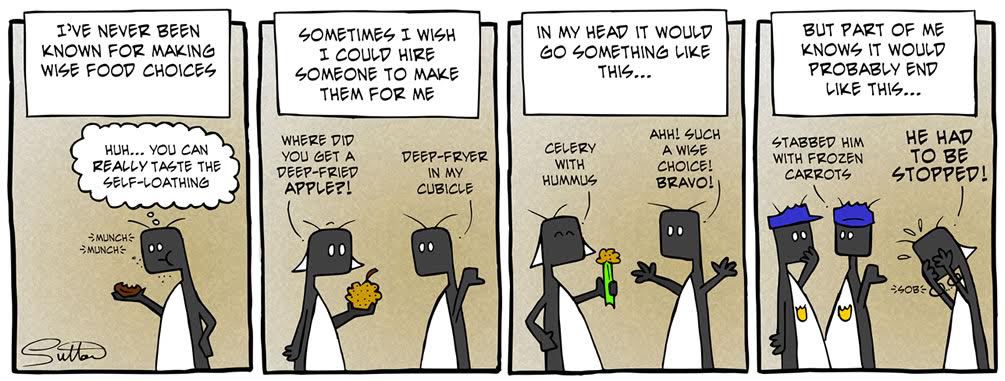 I'VE NEVER BEEN
KNOWN FOR MAKING
WISE FOOD CHOICES
HUH... YOU CAN
REALLY TASTE THE
SELF-LOATHING
MUNCH
MUNCH
Sutton
SOMETIMES I WISH
I COULD HIRE
SOMEONE TO MAKE
THEM FOR ME
WHERE DID
YOU GET A
DEEP-FRIED
APPLE?!
DEEP-FRYER
IN MY
CUBICLE
IN MY HEAD IT WOULD
GO SOMETHING LIKE
THIS...
CELERY
WITH
HUMMUS
AHH! SUCH
A WISE
CHOICE!
BRAVO!
BUT PART OF ME
KNOWS IT WOULD
PROBABLY END
LIKE THIS...
STABBED HIM
WITH FROZEN
CARROTS
HE HAD
TO BE
STOPPED!
SOB